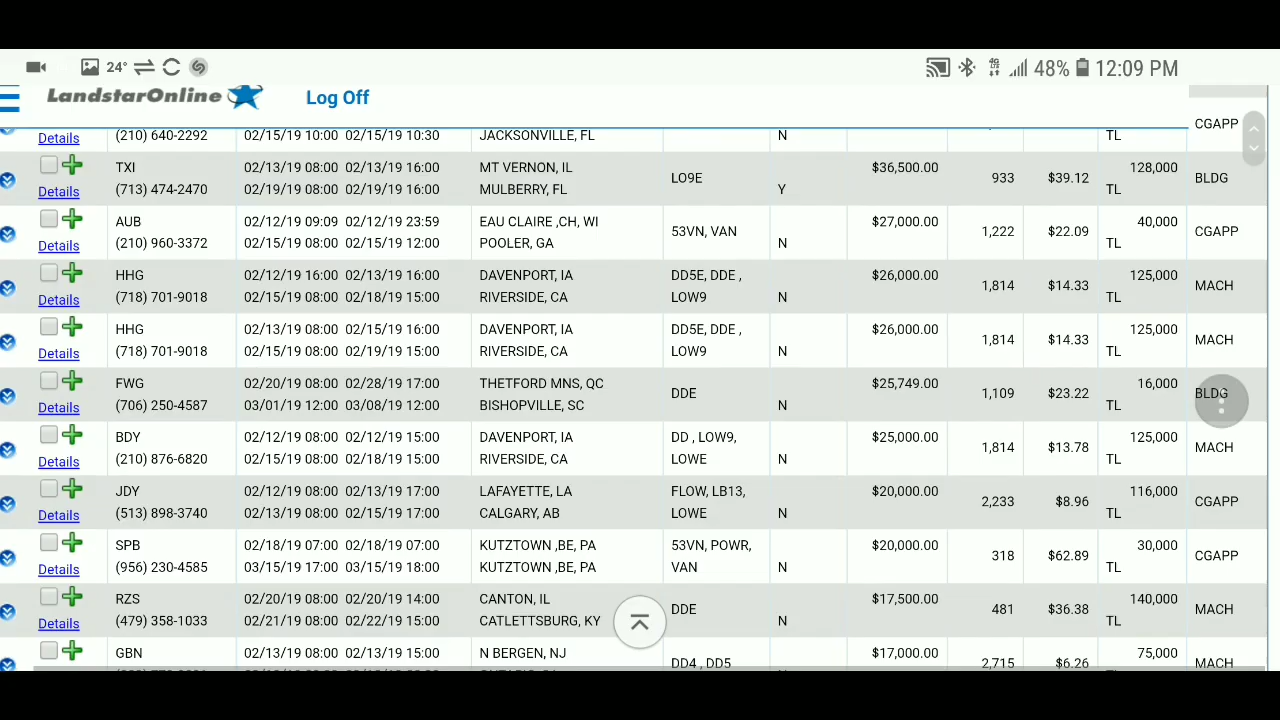 24° 48% 12:09 PM
LandstarOnline Log Off
CGAPP
Details (210) 640-2292 02/15/19 10:00 02/15/19 10:30 JACKSONVILLE, FL N TL
TXI 02/13/19 08:00 02/13/19 16:00 MT VERNON, IL $36,500.00 128,000
LO9E 933 $39.12 BLDG
Details (713) 474-2470 02/19/19 08:00 02/19/19 16:00 MULBERRY, FL Y TL
AUB 02/12/19 09:09 02/12/19 23:59 EAU CLAIRE ,CH, WI $27,000.00 40,000
53VN, VAN 1,222 $22.09 CGAPP
Details (210) 960-3372 02/15/19 08:00 02/15/19 12:00 POOLER, GA N TL
HHG 02/12/19 16:00 02/13/19 16:00 DAVENPORT, IA DD5E, DDE , $26,000.00 125,000
1,814 $14.33 MACH
Details (718) 701-9018 02/15/19 08:00 02/18/19 15:00 RIVERSIDE, CA LOW9 N TL
HHG 02/13/19 08:00 02/15/19 16:00 DAVENPORT, IA DD5E, DDE , $26,000.00 125,000
1,814 $14.33 MACH
Details (718) 701-9018 02/15/19 08:00 02/19/19 15:00 RIVERSIDE, CA LOW9 N TL
FWG 02/20/19 08:00 02/28/19 17:00 THETFORD MNS, QC $25,749.00 16,000
DDE 1,109 $23.22 BLDG
Details (706) 250-4587 03/01/19 12:00 03/08/19 12:00 BISHOPVILLE, SC N TL
BDY 02/12/19 08:00 02/12/19 15:00 DAVENPORT, IA DD , LOW9, $25,000.00 125,000
1,814 $13.78 MACH
Details (210) 876-6820 02/15/19 08:00 02/18/19 15:00 RIVERSIDE, CA LOWE N TL
JDY 02/12/19 08:00 02/13/19 17:00 LAFAYETTE, LA FLOW, LB13, $20,000.00 116,000
2,233 $8.96 CGAPP
Details (513) 898-3740 02/13/19 08:00 02/15/19 17:00 CALGARY, AB LOWE N TL
SPB 02/18/19 07:00 02/18/19 07:00 KUTZTOWN ,BE, PA 53VN, POWR, $20,000.00 30,000
318 $62.89 CGAPP
Details (956) 230-4585 03/15/19 17:00 03/15/19 18:00 KUTZTOWN ,BE, PA VAN N TL
RZS 02/20/19 08:00 02/20/19 14:00 CANTON, IL $17,500.00 140,000
DDE 481 $36.38 MACH
Details (479) 358-1033 02/21/19 08:00 02/22/19 15:00 CATLETTSBURG, KY N TL
GBN 02/13/19 08:00 02/13/19 15:00 N BERGEN, NJ $17,000.00 75,000
DD4 , DD5 2,715 $6.26 MACH